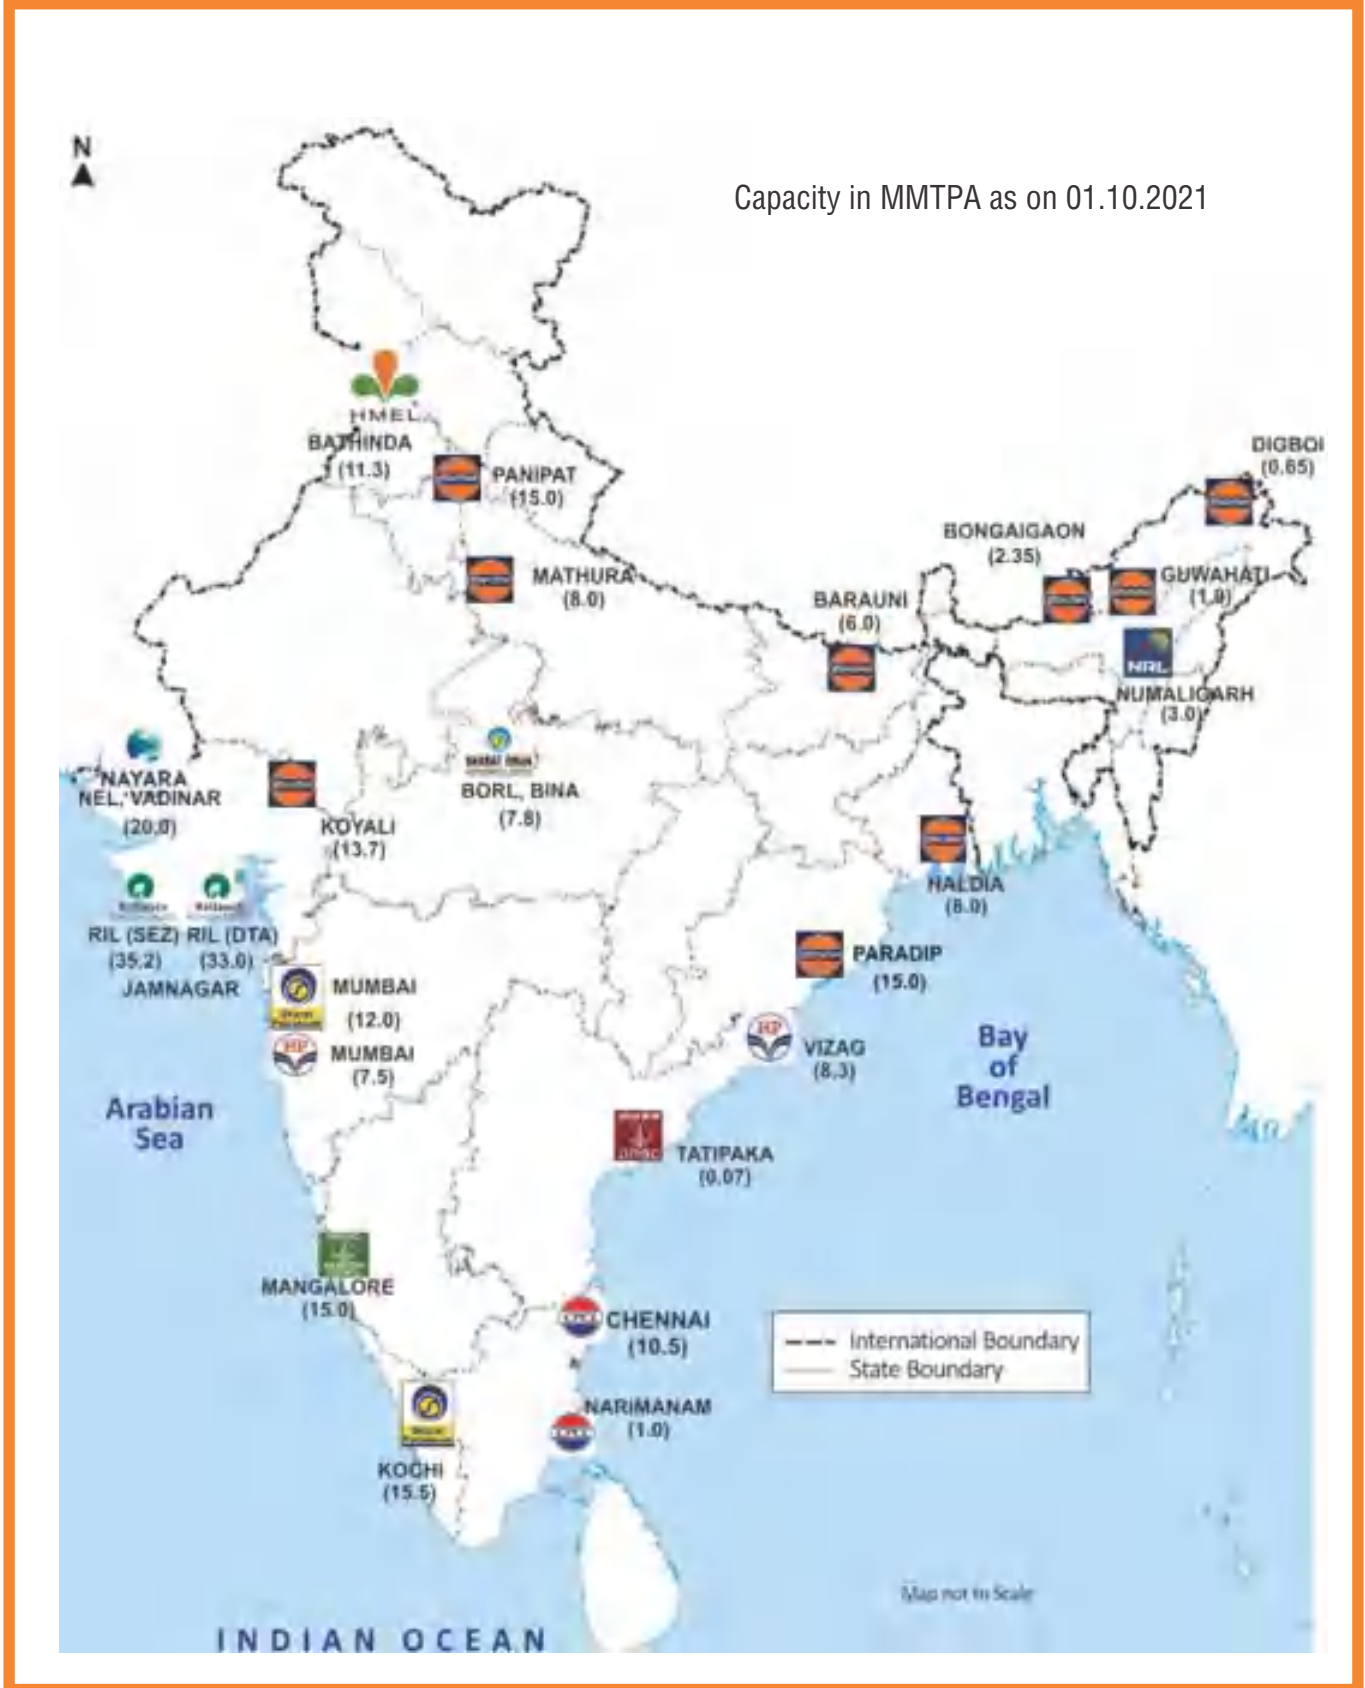 N
Capacity in MMTPA as on 01.10.2021
HMEL
BATHINDA
(11.3)
PANIPAT
(15.0)
DIGBOI
(0.65)
BONGAIGAON
(2.35)
MATHURA
(8.0)
GUWAHATI
(1.0)
BARAUNI
(6.0)
NRL
NUMALIGARH
(3.0)
NAYARA
NEL, VADINAR
(20.0)
BORL, BINA
(7.8)
KOYALI
(13.7)
HALDIA
(8.0)
RIL (SEZ) RIL (DTA)
(35.2) (33.0)
JAMNAGAR
PARADIP
(15.0)
MUMBAI
(12.0)
HP
MUMBAI
(7.5)
HP
VIZAG
(8.3)
Bay
of
Bengal
Arabian
Sea
TATIPAKA
(0.07)
MANGALORE
(15.0)
CHENNAI
(10.5)
International Boundary
State Boundary
NARIMANAM
(1.0)
KOCHI
(15.5)
Map not to Scale
INDIAN OCEAN